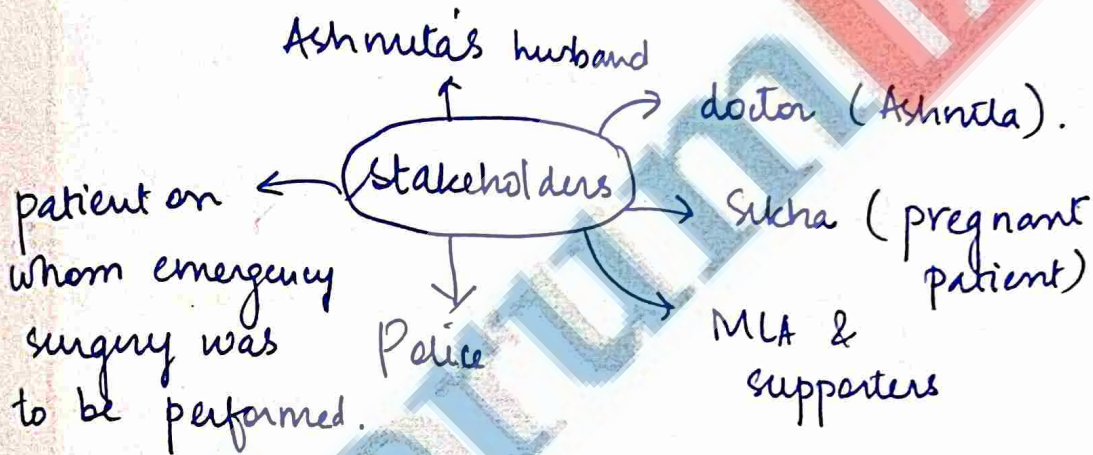 Ashmita's husband
doctor (Ashmita).
Stakeholders
patient on
whom emergency
surgery was
to be performed.
Sikha (pregnant
patient)
Police
MLA &
supporters
rum